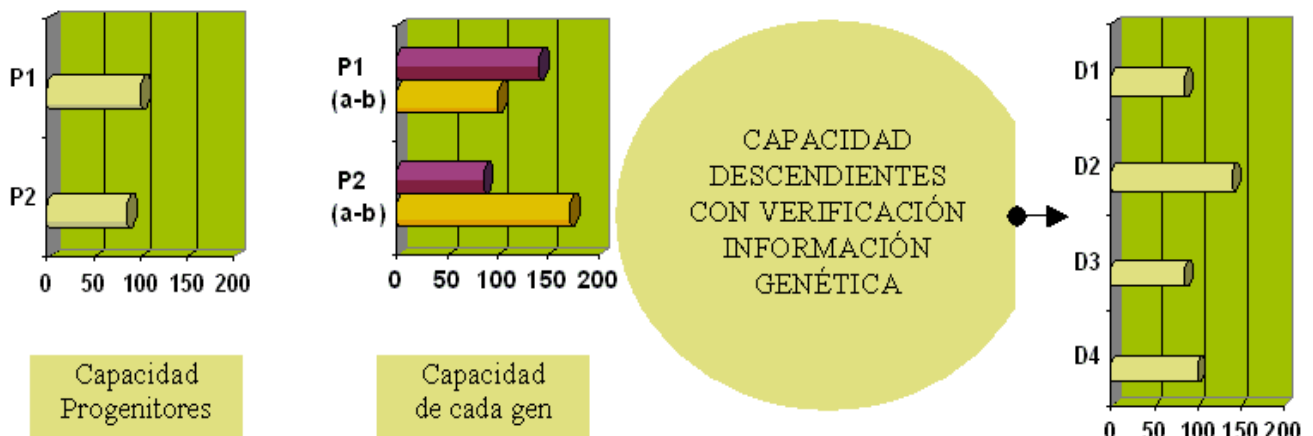 P1
P2
0 50 100 150 200
Capacidad
Progenitores
P1
(a-b)
P2
(a-b)
0 50 100 150 200
Capacidad
de cada gen
CAPACIDAD
DESCENDIENTES
CON VERIFICACIÓN
INFORMACIÓN
GENÉTICA
D1
D2
D3
D4
0 50 100 150 200